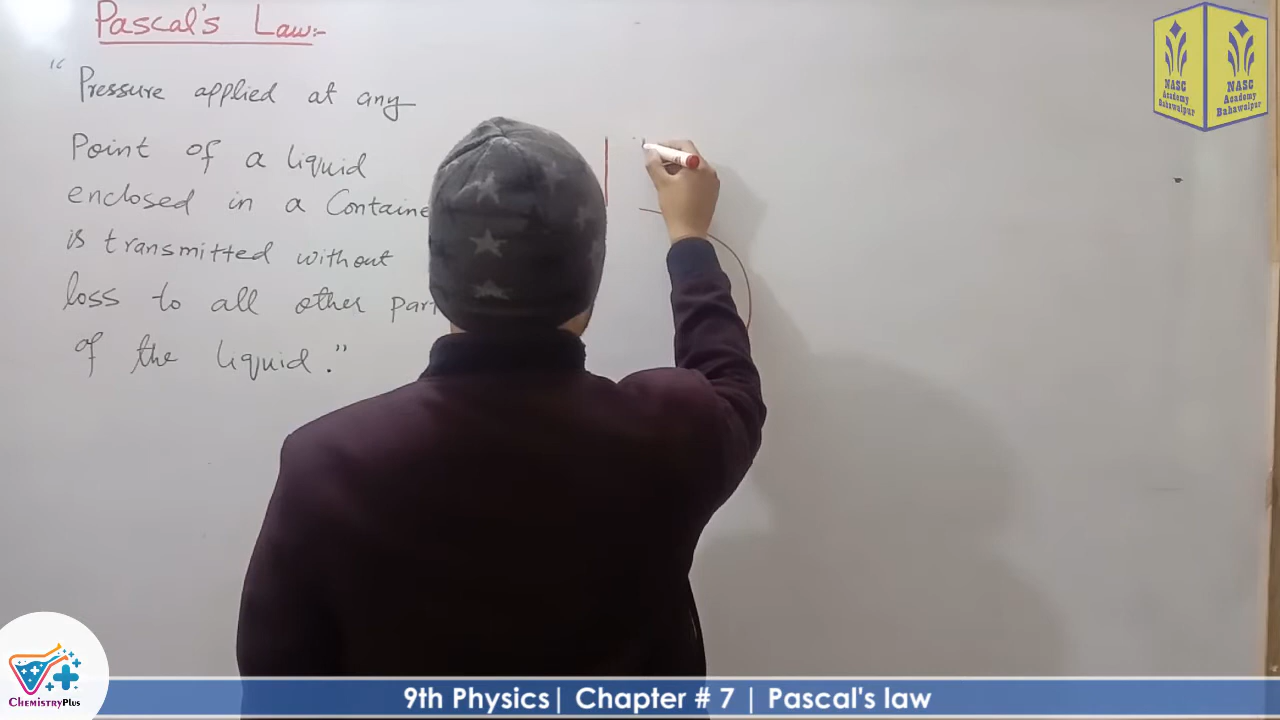 Pascal's Law:-
"Pressure applied at any
Point of a liquid
enclosed in a Containe
is transmitted without
loss to all other part
of the liquid."
NASC
Academy
Bahawalpur
NASC
Academy
Bahawalpur
ChemistryPlus
9th Physics| Chapter # 7 | Pascal's law